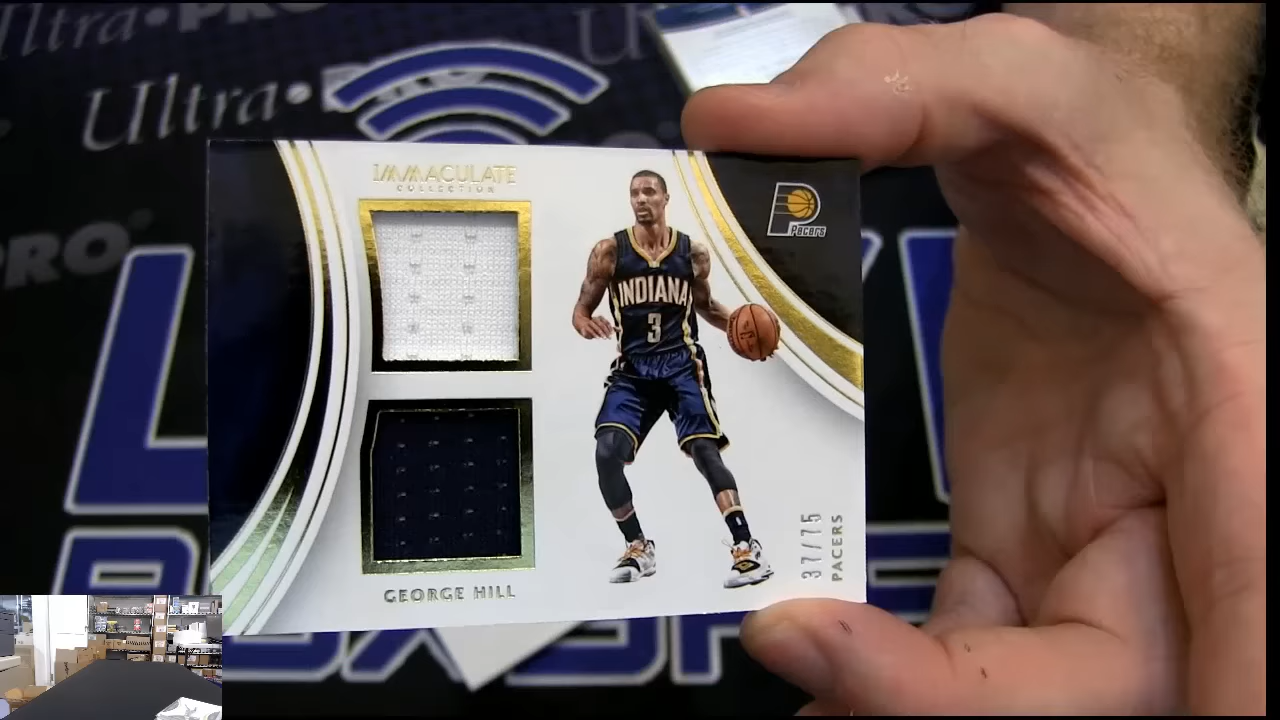 Ultra•PRO
Ultra•P
PRO
IMMACULATE
COLLECTION
Pacers
INDIANA
3
GEORGE HILL
37/75
PACERS